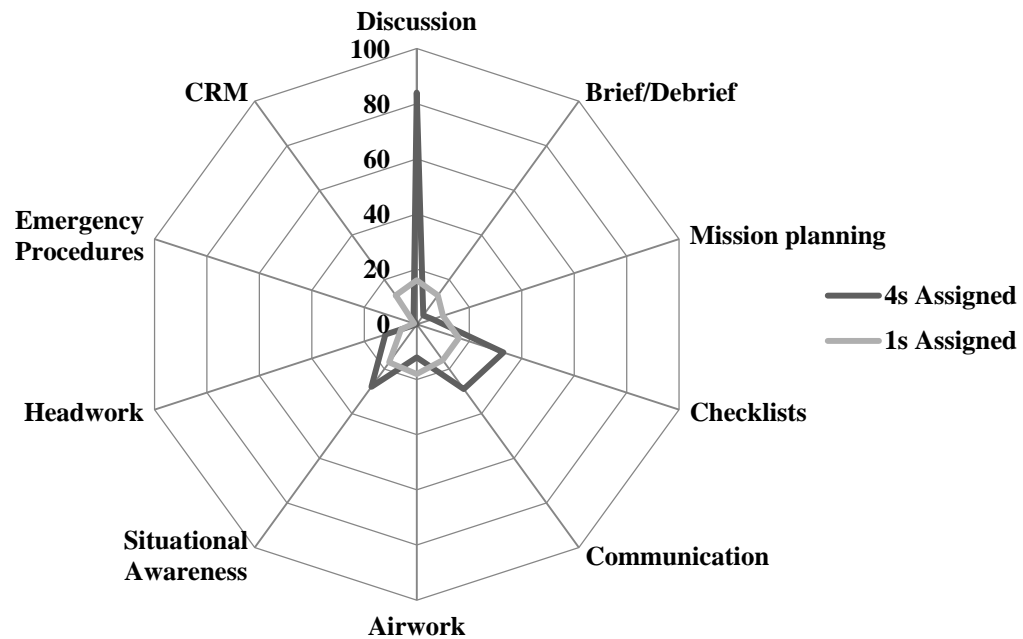 Discussion
100
80
60
40
20
0
Brief/Debrief
Mission planning
Checklists
Communication
Airwork
Situational
Awareness
Headwork
Emergency
Procedures
CRM
4s Assigned
1s Assigned